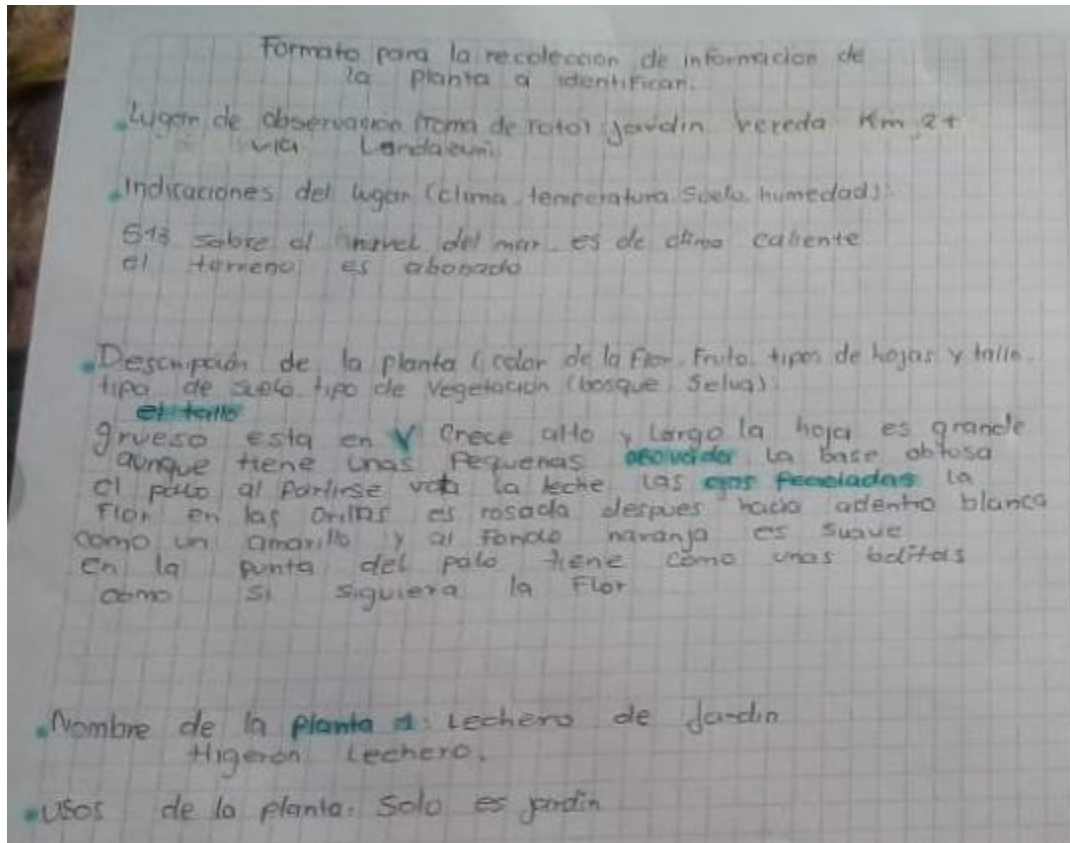 Formato para la recolección de informacion de
la planta a identifican.
Lugar de observacion (Toma de foto) jardin vereda Km 2+
via Landazuri
Indicaciones del lugar (clima temperatura Suelo humedad):
513 sobre el nivel del mar es de clima caliente
el terreno es abonado
Descripción de la planta (color de la flor. Fruto. tipos de hojas y tallo.
tipo de suelo. tipo de vegetación (bosque Selva):
el tallo
grueso esta en V crece alto y largo la hoja es grande
aunque tiene unas Pequeñas la base obtusa
el palo al Partirse vota la leche las ojas Peacioladas la
Flor en las orillas es rosada despues hacia adentro blanca
como un amarillo y al Fondo naranja es suave
en la punta del palo tiene como unas bolitas
como si siguiera la Flor
Nombre de la planta 1: Lechero de Jardin
Higerón Lechero.
Usos de la planta. Solo es jardin